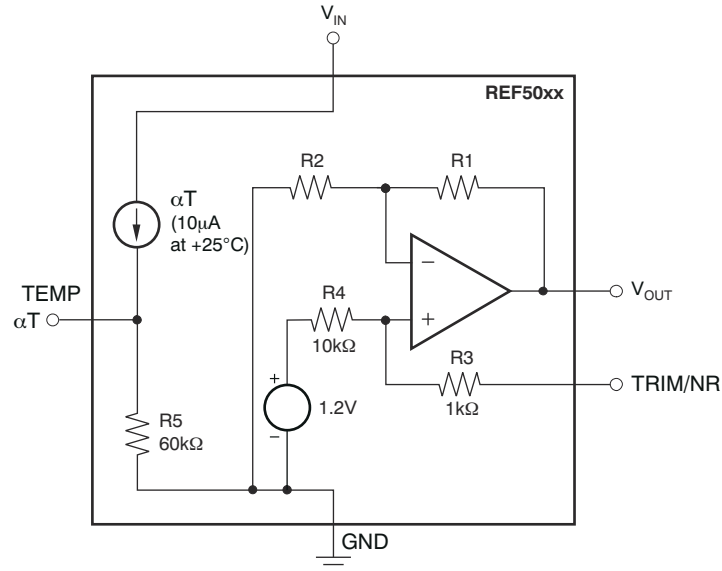 V_IN
REF50xx
R2
R1
αT
(10μA
at +25°C)
−
TEMP
αT
R4
10kΩ
+
V_OUT
R3
1kΩ
TRIM/NR
+
1.2V
−
R5
60kΩ
GND